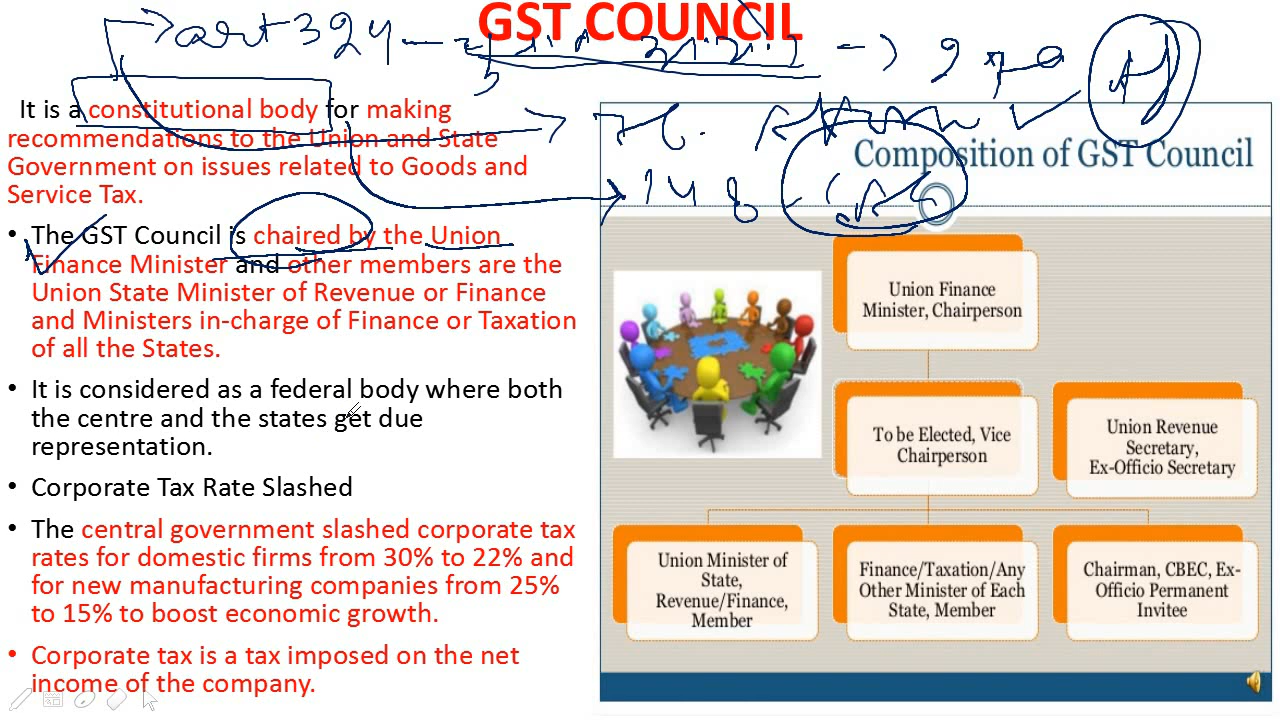 GST COUNCIL
art 324
It is a constitutional body for making
recommendations to the Union and State
Government on issues related to Goods and
Service Tax.
148
• The GST Council is chaired by the Union
Finance Minister and other members are the
Union State Minister of Revenue or Finance
and Ministers in-charge of Finance or Taxation
of all the States.
• It is considered as a federal body where both
the centre and the states get due
representation.
• Corporate Tax Rate Slashed
• The central government slashed corporate tax
rates for domestic firms from 30% to 22% and
for new manufacturing companies from 25%
to 15% to boost economic growth.
• Corporate tax is a tax imposed on the net
income of the company.
Composition of GST Council
Union Finance
Minister, Chairperson
To be Elected, Vice
Chairperson
Union Revenue
Secretary,
Ex-Officio Secretary
Union Minister of
State,
Revenue/Finance,
Member
Finance/Taxation/Any
Other Minister of Each
State, Member
Chairman, CBEC, Ex-
Officio Permanent
Invitee